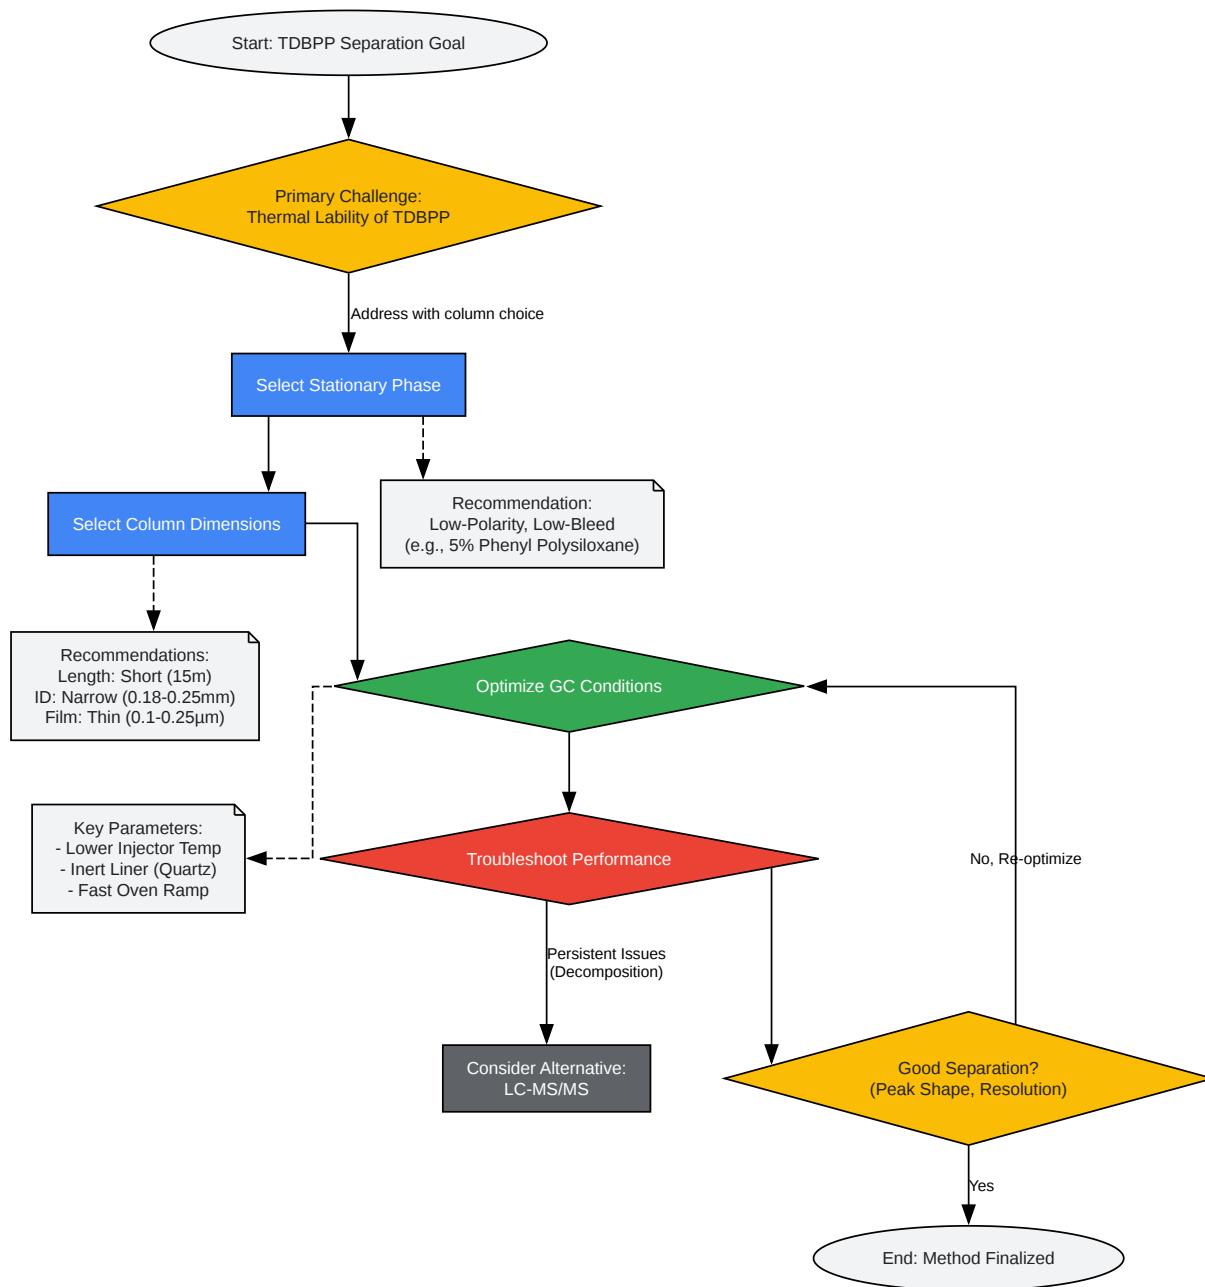 Start: TDBPP Separation Goal
Primary Challenge:
Thermal Lability of TDBPP
Address with column choice
Select Stationary Phase
Select Column Dimensions
Recommendation:
Low-Polarity, Low-Bleed
(e.g., 5% Phenyl Polysiloxane)
Recommendations:
Length: Short (15m)
ID: Narrow (0.18-0.25mm)
Film: Thin (0.1-0.25µm)
Optimize GC Conditions
Key Parameters:
- Lower Injector Temp
- Inert Liner (Quartz)
- Fast Oven Ramp
Troubleshoot Performance
No, Re-optimize
Persistent Issues
(Decomposition)
Consider Alternative:
LC-MS/MS
Good Separation?
(Peak Shape, Resolution)
Yes
End: Method Finalized